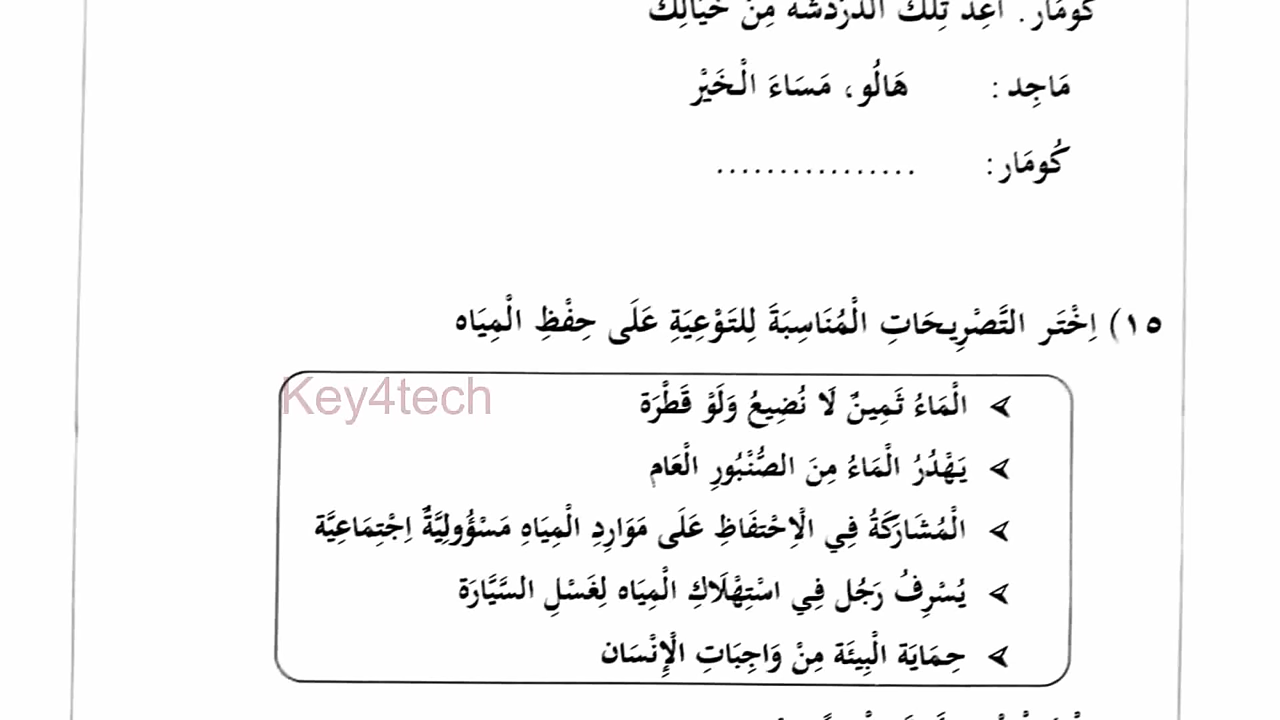 كُومَار. أَعِدْ تِلْكَ الدَّرْدَشَةَ مِنْ خَيَالِكَ
مَاجِد: هَالُو، مَسَاءَ الْخَيْرْ
كُومَار: ................
١٥) اِخْتَر التَّصْرِيحَاتِ الْمُنَاسِبَةَ لِلتَوْعِيَةِ عَلَى حِفْظِ الْمِيَاه
Key4tech
➤ الْمَاءُ ثَمِينٌ لَا نُضِيعُ وَلَوْ قَطْرَة
➤ يَهْدُرُ الْمَاءُ مِنَ الصُّنْبُورِ الْعَام
➤ الْمُشَارَكَةُ فِي الْاِحْتفَاظِ عَلَى مَوَارِدِ الْمِيَاهِ مَسْؤُولِيَّةٌ اِجْتِمَاعِيَّة
➤ يُسْرِفُ رَجُل فِي اسْتِهْلَاكِ الْمِيَاه لِغَسْلِ السَّيَّارَة
➤ حِمَايَة الْبِيئَة مِنْ وَاجِبَاتِ الْإِنْسَان